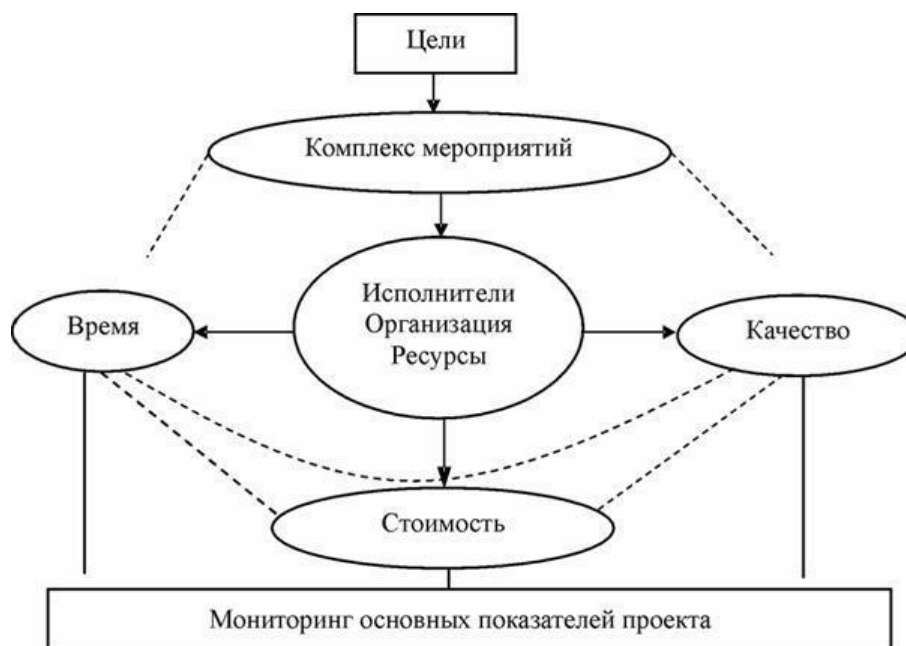 Цели
Комплекс мероприятий
Исполнители
Организация
Ресурсы
Время
Качество
Стоимость
Мониторинг основных показателей проекта